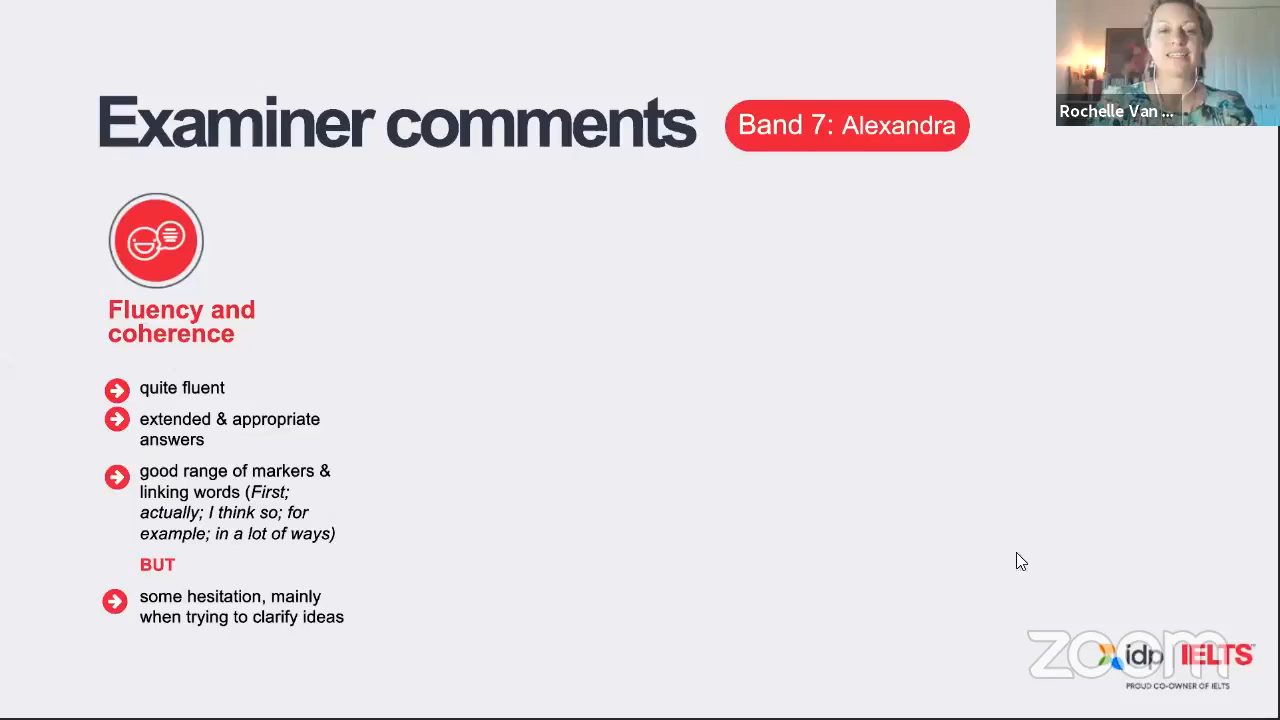 Examiner comments
Band 7: Alexandra
Rochelle Van ...
Fluency and
coherence
quite fluent
extended & appropriate
answers
good range of markers &
linking words (First;
actually; I think so; for
example; in a lot of ways)
BUT
some hesitation, mainly
when trying to clarify ideas
zoom
idp IELTS™
PROUD CO-OWNER OF IELTS